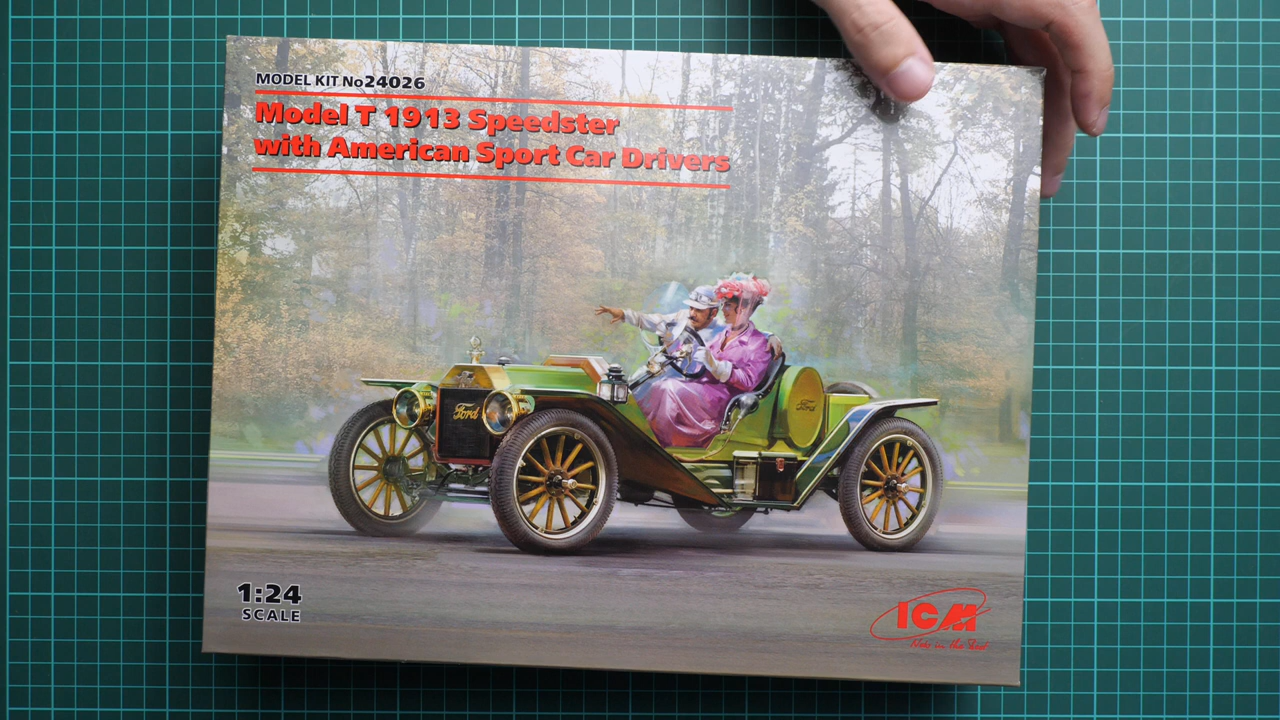 MODEL KIT No24026
Model T 1913 Speedster
with American Sport Car Drivers
Ford
Ford
1:24
SCALE
ICM